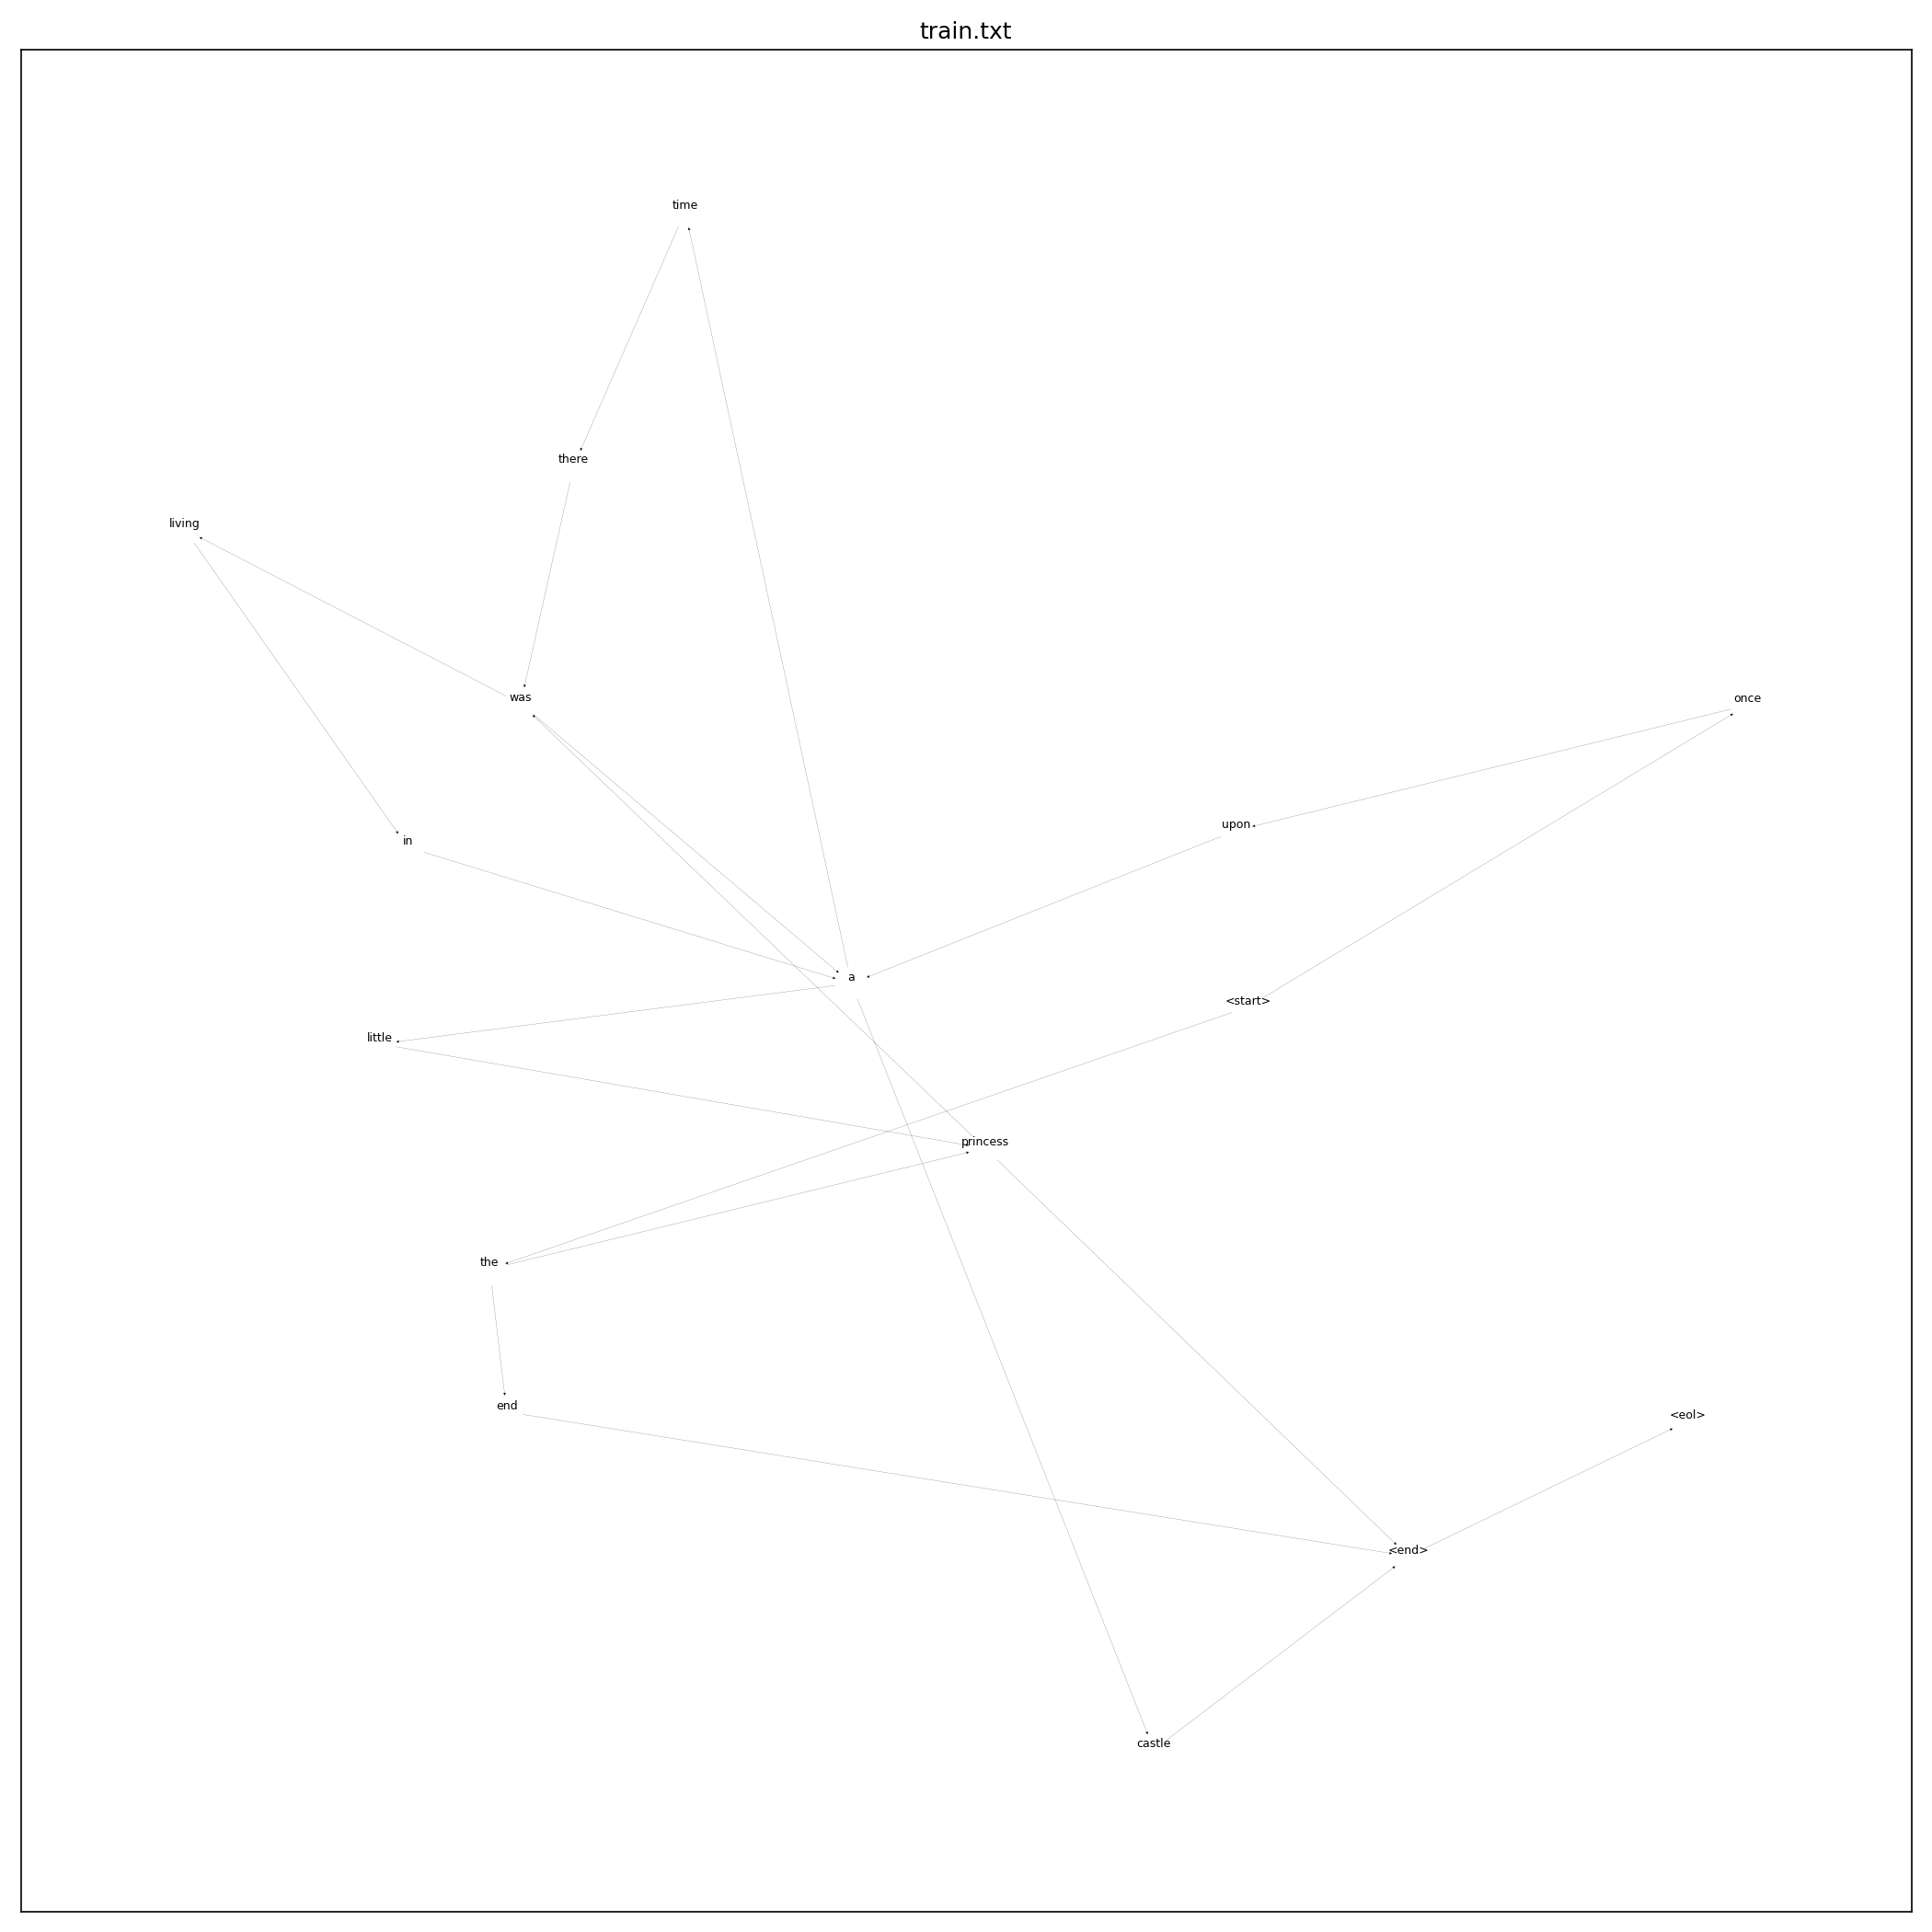 train.txt
time
there
living
was
once
upon
in
a
<start>
little
princess
the
end
<eol>
<end>
castle